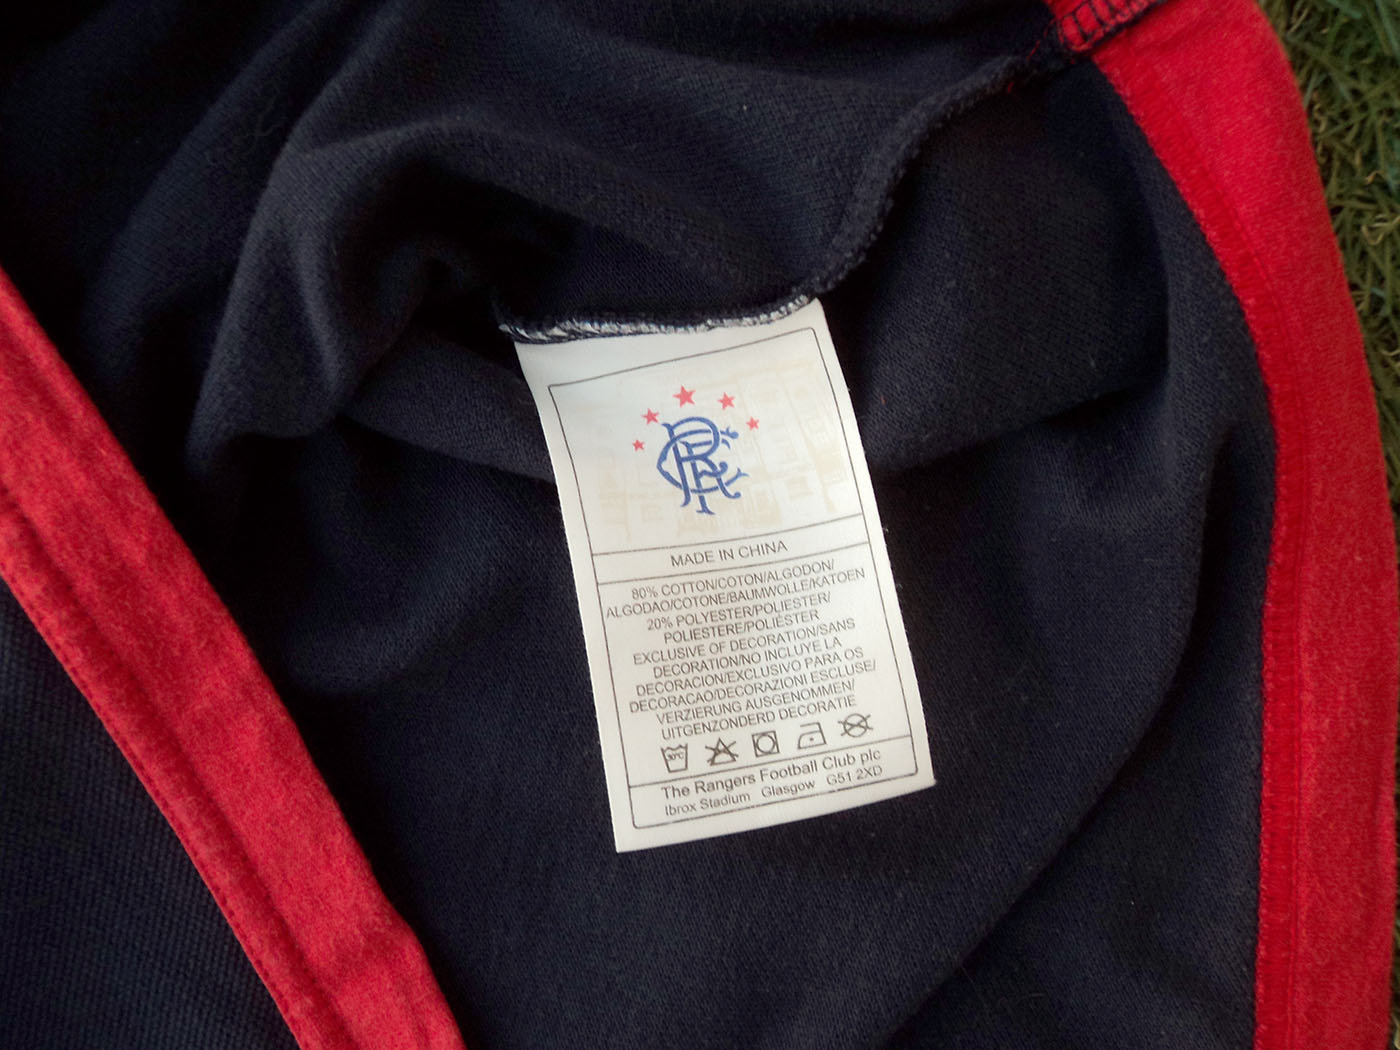 MADE IN CHINA
80% COTTON/COTON/ALGODON/
ALGODAO/COTONE/BAUMWOLLE/KATOEN
20% POLYESTER/POLIESTER/
POLIESTERE/POLIÉSTER
EXCLUSIVE OF DECORATION/SANS
DECORATION/NO INCLUYE LA
DECORACION/EXCLUSIVO PARA OS
DECORACAO/DECORAZIONI ESCLUSE/
VERZIERUNG AUSGENOMMEN/
UITGENZONDERD DECORATIE
30°C
The Rangers Football Club plc
Ibrox Stadium Glasgow G51 2XD